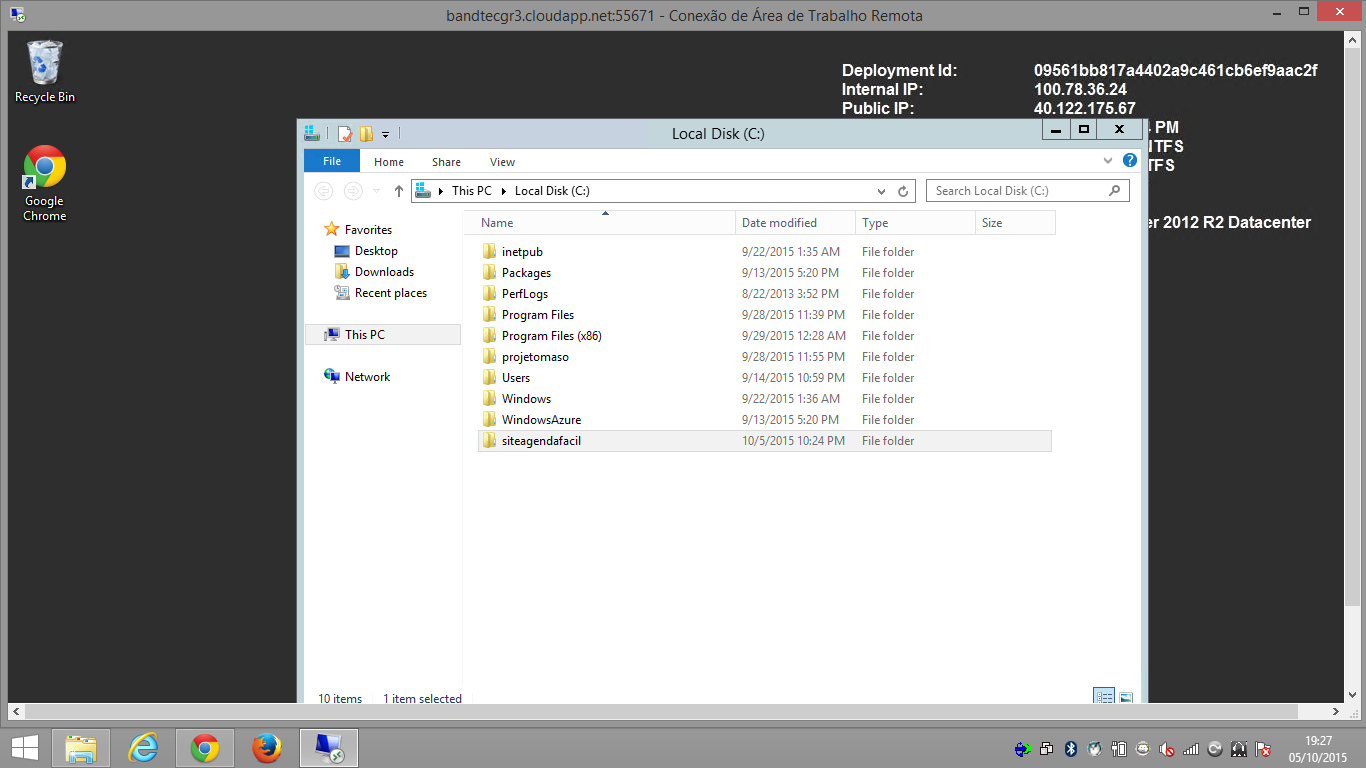 bandtecgr3.cloudapp.net:55671 - Conexão de Área de Trabalho Remota
Recycle Bin
Google
Chrome
Deployment Id: 09561bb817a4402a9c461cb6ef9aac2f
Internal IP: 100.78.36.24
Public IP: 40.122.175.67
PM
NTFS
TFS
er 2012 R2 Datacenter
Local Disk (C:)
File Home Share View
This PC Local Disk (C:) Search Local Disk (C:)
Favorites
Desktop
Downloads
Recent places
This PC
Network
Name Date modified Type Size
inetpub 9/22/2015 1:35 AM File folder
Packages 9/13/2015 5:20 PM File folder
PerfLogs 8/22/2013 3:52 PM File folder
Program Files 9/28/2015 11:39 PM File folder
Program Files (x86) 9/29/2015 12:28 AM File folder
projetomaso 9/28/2015 11:55 PM File folder
Users 9/14/2015 10:59 PM File folder
Windows 9/22/2015 1:36 AM File folder
WindowsAzure 9/13/2015 5:20 PM File folder
siteagendafacil 10/5/2015 10:24 PM File folder
10 items 1 item selected
19:27
05/10/2015